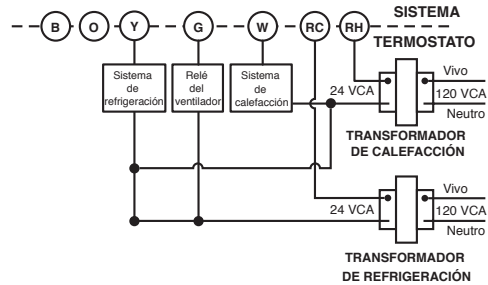 SISTEMA
B O Y G W RC RH
TERMOSTATO
Sistema
de
refrigeración
Relé
del
ventilador
Sistema
de
calefacción
24 VCA
Vivo
120 VCA
Neutro
TRANSFORMADOR
DE CALEFACCIÓN
24 VCA
Vivo
120 VCA
Neutro
TRANSFORMADOR
DE REFRIGERACIÓN